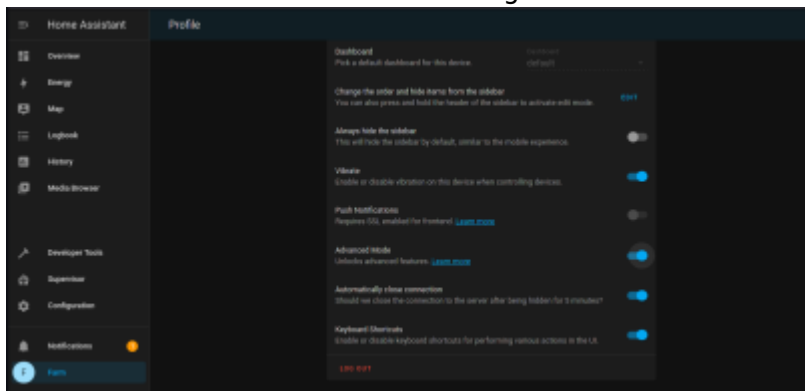 Home Assistant
Profile
Overview
Energy
Map
Logbook
History
Media Browser
Developer Tools
Supervisor
Configuration
Notifications
Farm
Dashboard
Pick a default dashboard for this device.
Dashboard
default
Change the order and hide items from the sidebar
You can also press and hold the header of the sidebar to activate edit mode.
EDIT
Always hide the sidebar
This will hide the sidebar by default, similar to the mobile experience.
Vibrate
Enable or disable vibration on this device when controlling devices.
Push Notifications
Requires SSL enabled for frontend. Learn more
Advanced Mode
Unlocks advanced features. Learn more
Automatically close connection
Should we close the connection to the server after being hidden for 5 minutes?
Keyboard Shortcuts
Enable or disable keyboard shortcuts for performing various actions in the UI.
LOG OUT
F